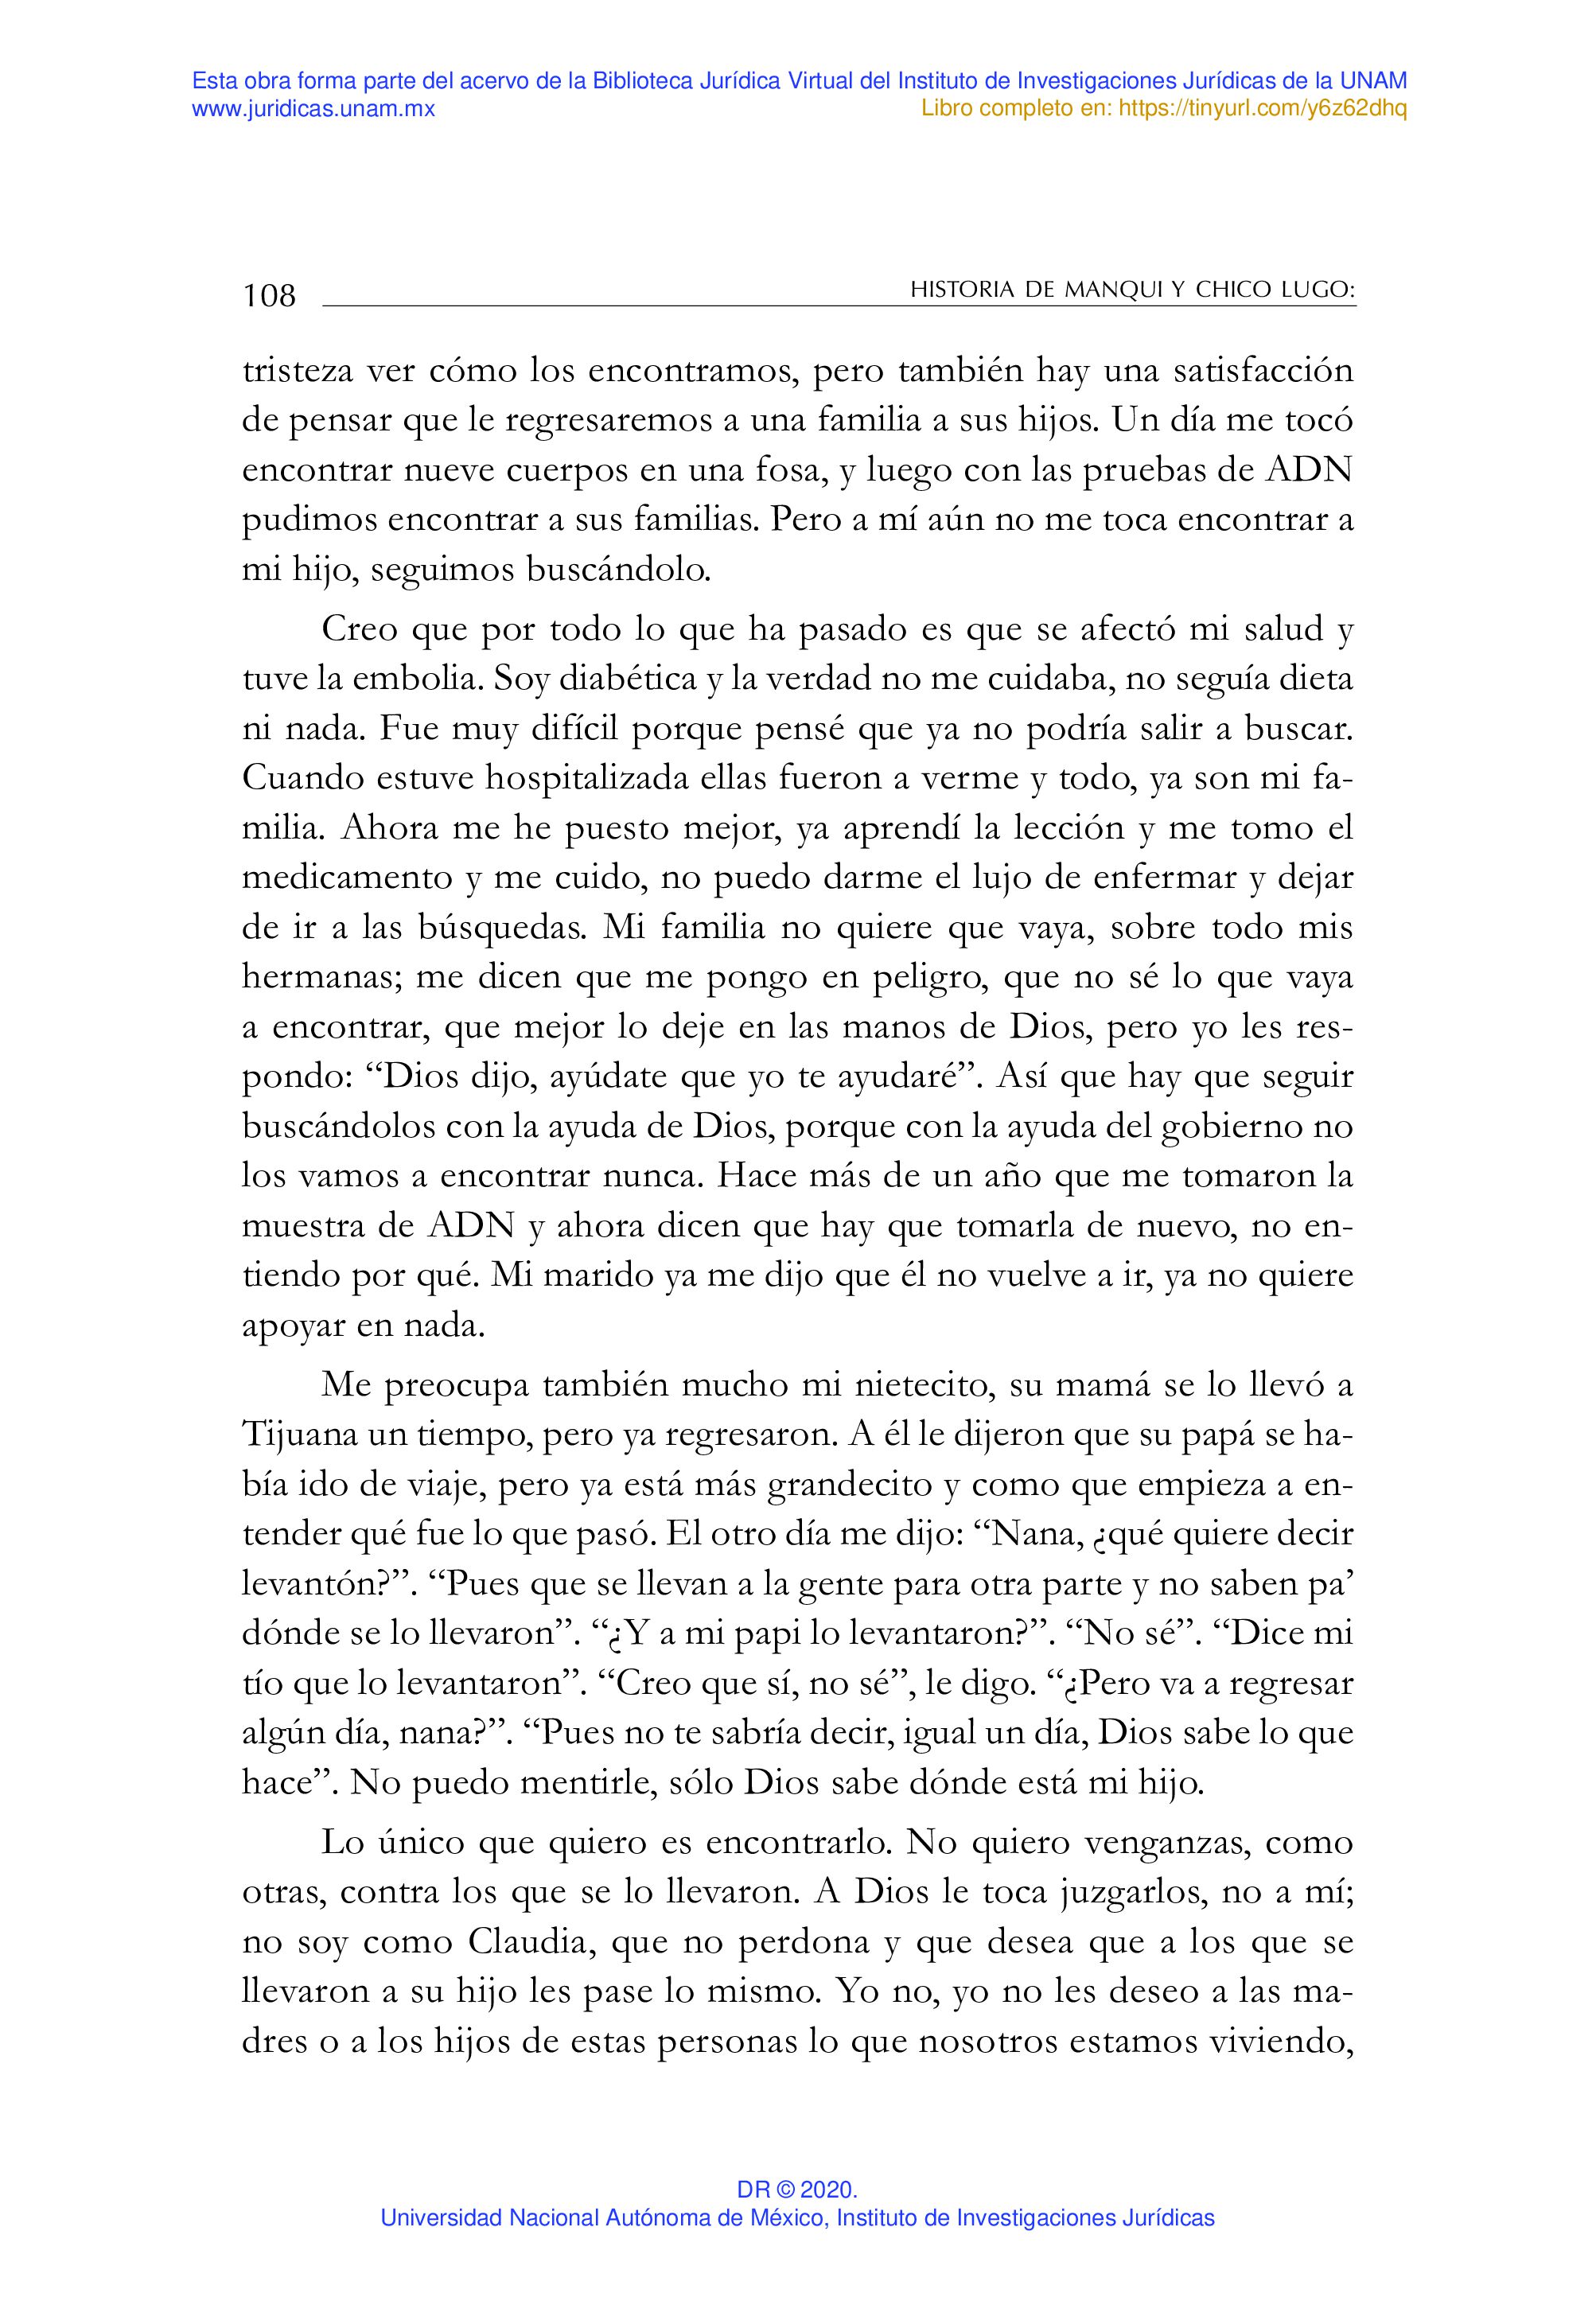 Esta obra forma parte del acervo de la Biblioteca Jurídica Virtual del Instituto de Investigaciones Jurídicas de la UNAM
www.juridicas.unam.mx Libro completo en: https://tinyurl.com/y6z62dhq
108 HISTORIA DE MANQUI Y CHICO LUGO:
tristeza ver cómo los encontramos, pero también hay una satisfacción
de pensar que le regresaremos a una familia a sus hijos. Un día me tocó
encontrar nueve cuerpos en una fosa, y luego con las pruebas de ADN
pudimos encontrar a sus familias. Pero a mí aún no me toca encontrar a
mi hijo, seguimos buscándolo.
Creo que por todo lo que ha pasado es que se afectó mi salud y
tuve la embolia. Soy diabética y la verdad no me cuidaba, no seguía dieta
ni nada. Fue muy difícil porque pensé que ya no podría salir a buscar.
Cuando estuve hospitalizada ellas fueron a verme y todo, ya son mi fa-
milia. Ahora me he puesto mejor, ya aprendí la lección y me tomo el
medicamento y me cuido, no puedo darme el lujo de enfermar y dejar
de ir a las búsquedas. Mi familia no quiere que vaya, sobre todo mis
hermanas; me dicen que me pongo en peligro, que no sé lo que vaya
a encontrar, que mejor lo deje en las manos de Dios, pero yo les res-
pondo: “Dios dijo, ayúdate que yo te ayudaré”. Así que hay que seguir
buscándolos con la ayuda de Dios, porque con la ayuda del gobierno no
los vamos a encontrar nunca. Hace más de un año que me tomaron la
muestra de ADN y ahora dicen que hay que tomarla de nuevo, no en-
tiendo por qué. Mi marido ya me dijo que él no vuelve a ir, ya no quiere
apoyar en nada.
Me preocupa también mucho mi nietecito, su mamá se lo llevó a
Tijuana un tiempo, pero ya regresaron. A él le dijeron que su papá se ha-
bía ido de viaje, pero ya está más grandecito y como que empieza a en-
tender qué fue lo que pasó. El otro día me dijo: “Nana, ¿qué quiere decir
levantón?”. “Pues que se llevan a la gente para otra parte y no saben pa’
dónde se lo llevaron”. “¿Y a mi papi lo levantaron?”. “No sé”. “Dice mi
tío que lo levantaron”. “Creo que sí, no sé”, le digo. “¿Pero va a regresar
algún día, nana?”. “Pues no te sabría decir, igual un día, Dios sabe lo que
hace”. No puedo mentirle, sólo Dios sabe dónde está mi hijo.
Lo único que quiero es encontrarlo. No quiero venganzas, como
otras, contra los que se lo llevaron. A Dios le toca juzgarlos, no a mí;
no soy como Claudia, que no perdona y que desea que a los que se
llevaron a su hijo les pase lo mismo. Yo no, yo no les deseo a las ma-
dres o a los hijos de estas personas lo que nosotros estamos viviendo,
DR © 2020.
Universidad Nacional Autónoma de México, Instituto de Investigaciones Jurídicas